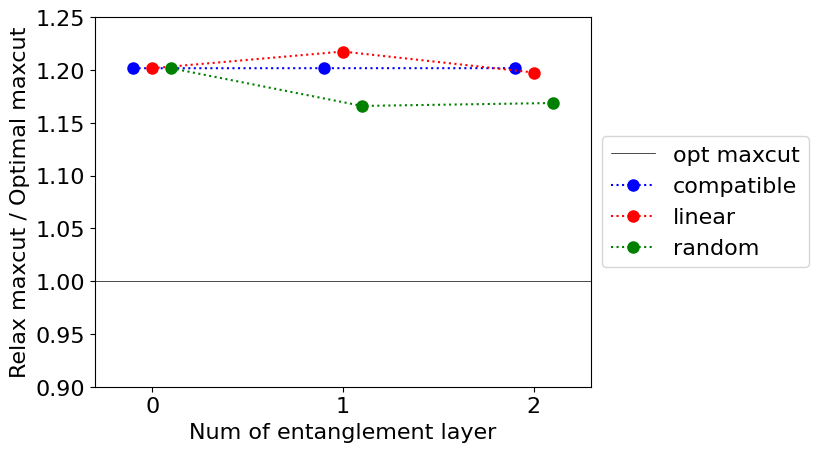 Relax maxcut / Optimal maxcut
1.25
1.20
1.15
1.10
1.05
1.00
0.95
0.90
0
1
2
Num of entanglement layer
opt maxcut
compatible
linear
random